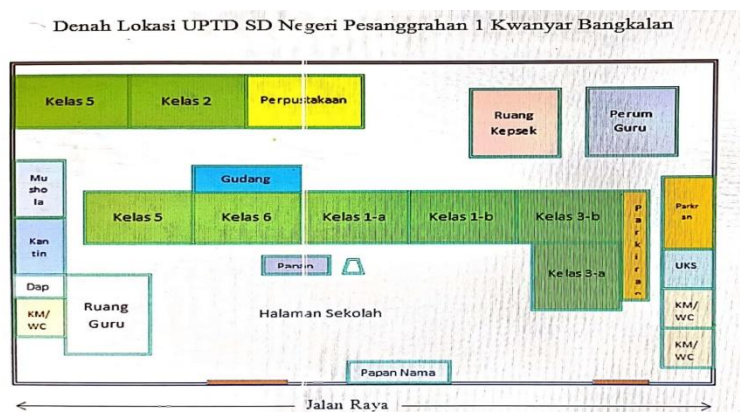 Denah Lokasi UPTD SD Negeri Pesanggrahan 1 Kwanyar Bangkalan
Kelas 5
Kelas 2
Perpustakaan
Ruang
Kepsek
Perum
Guru
Mu
sho
la
Gudang
Kelas 5
Kelas 6
Kelas 1-a
Kelas 1-b
Kelas 3-b
P
a
r
k
i
r
a
n
Parkr
an
Kan
tin
Papan
Kelas 3-a
UKS
Dap
Ruang
Guru
KM/
WC
Halaman Sekolah
KM/
WC
KM/
WC
Papan Nama
Jalan Raya